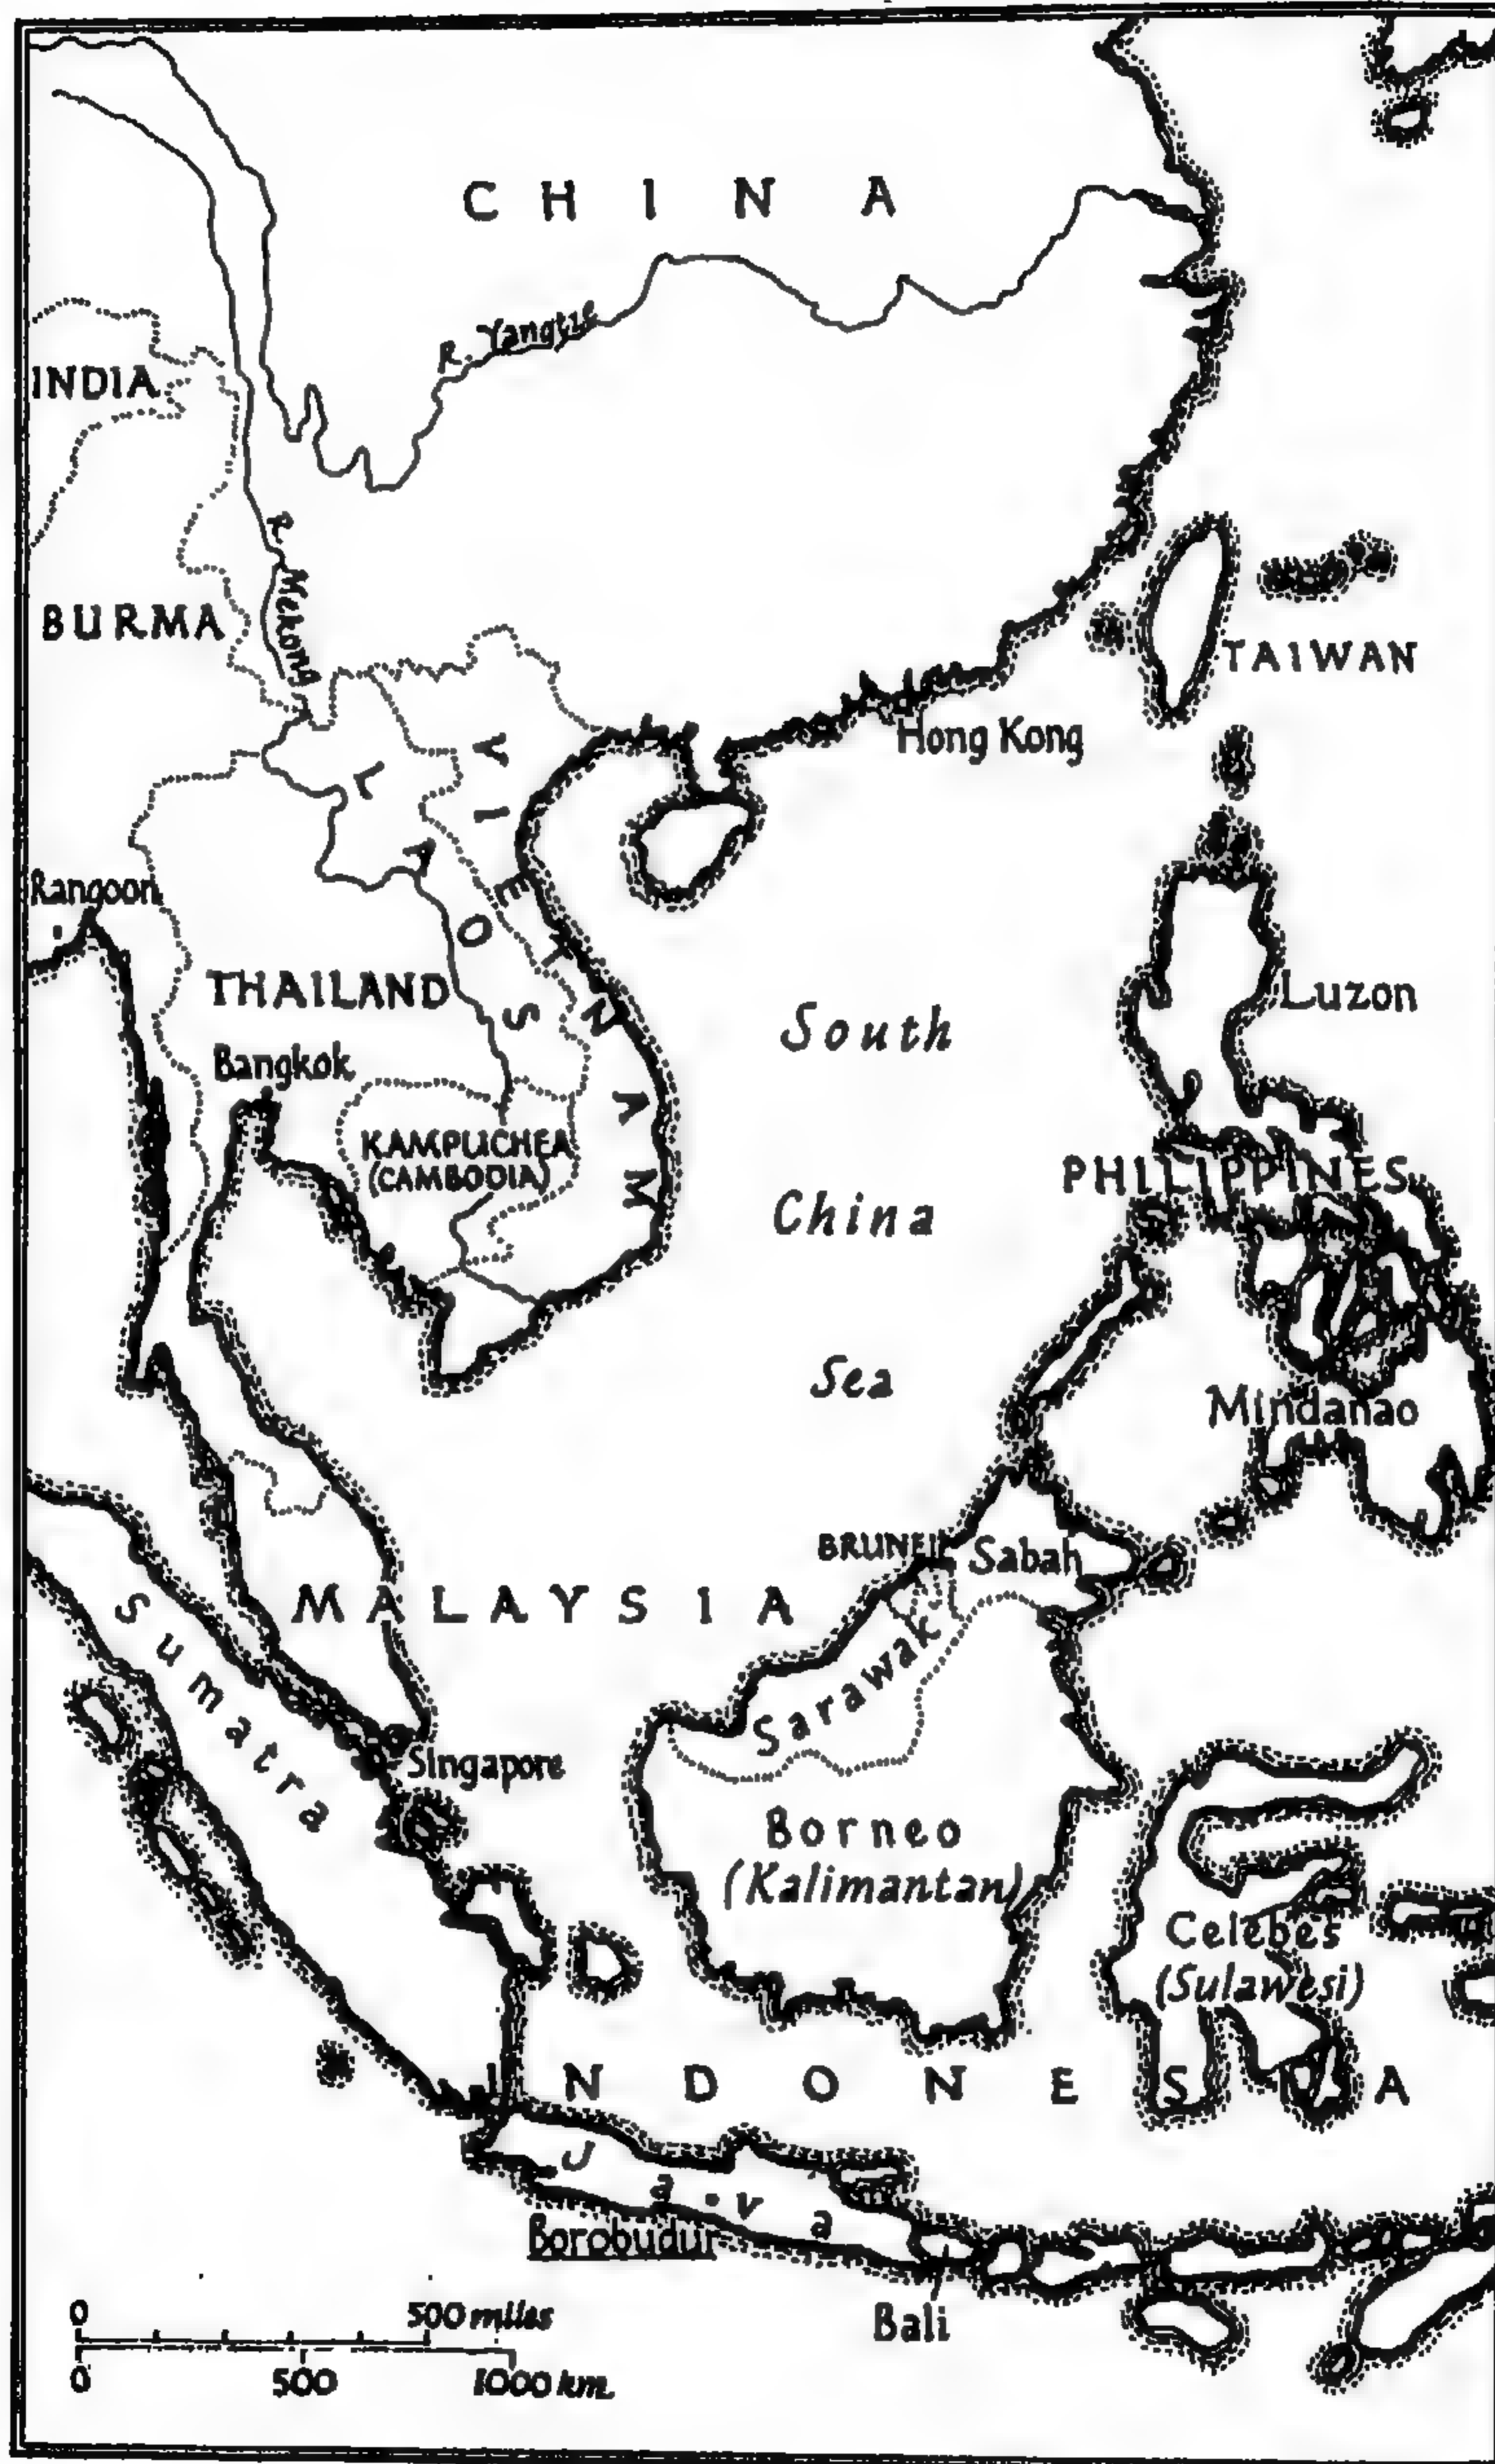 CHINA
R. Yangtze
INDIA
R. Mekong
BURMA
TAIWAN
Hong Kong
VIETNAM
LAOS
Rangoon
THAILAND
Luzon
South
China
Sea
Bangkok
KAMPUCHEA
(CAMBODIA)
PHILIPPINES
Mindanao
BRUNEI
Sabah
MALAYSIA
Sarawak
Sumatra
Singapore
Borneo
(Kalimantan)
Celebes
(Sulawesi)
INDONESIA
Java
Borobudur
Bali
0 500 miles
0 500 1000 km.